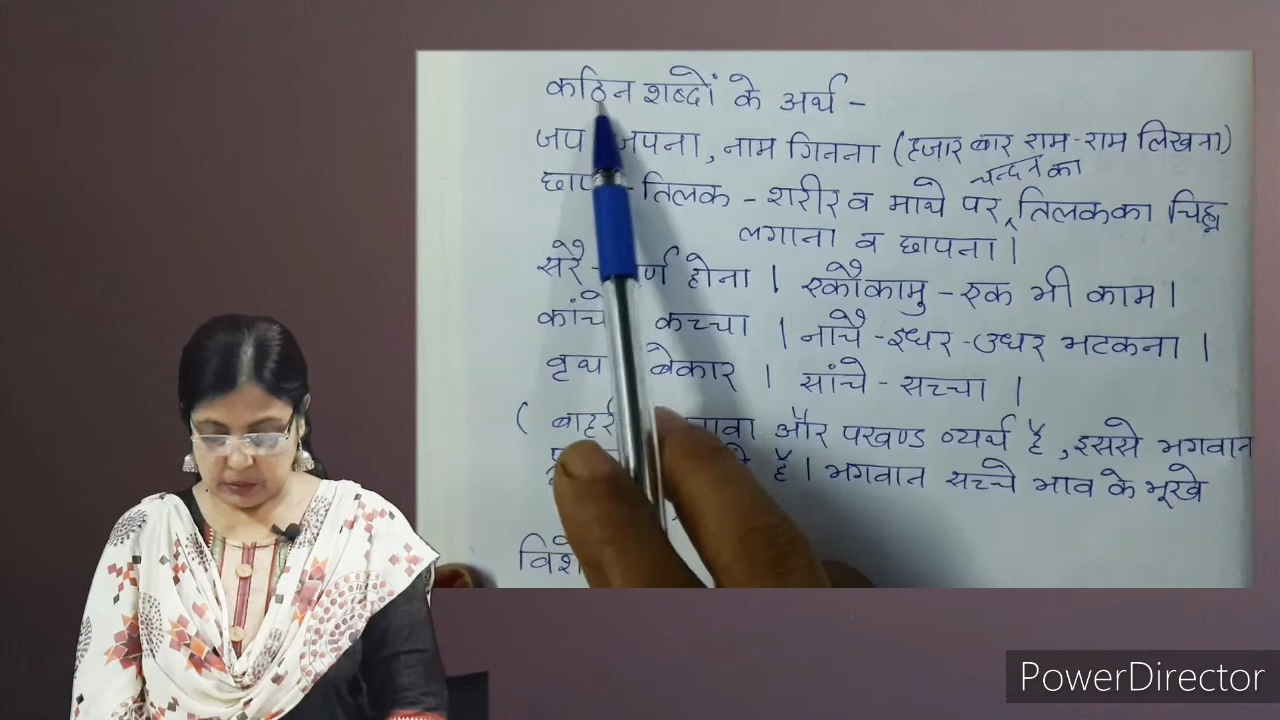 कठिन शब्दों के अर्थ -
जप जपना, नाम गिनना (हजार बार राम-राम लिखना)
चन्दन का
तिलक - शरीर व माथे पर तिलक का चिह्न
लगाना व छापना।
सरै - होना। एकौकामु - एक भी काम।
कांचे कच्चा । नाचै - इधर-उधर भटकना ।
बेकार । सांचे - सच्चा ।
( और पखण्ड व्यर्थ है, इससे भगवान
है। भगवान सच्चे भाव के भूखे
PowerDirector